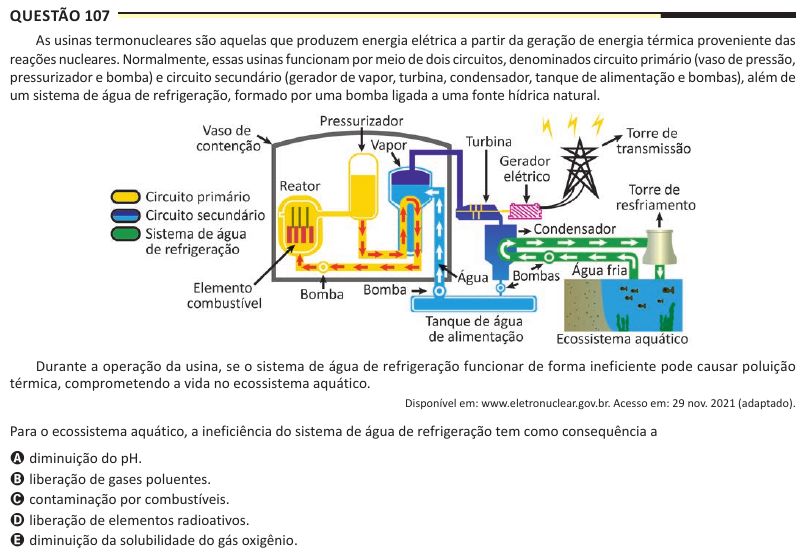 QUESTÃO 107
As usinas termonucleares são aquelas que produzem energia elétrica a partir da geração de energia térmica proveniente das
reações nucleares. Normalmente, essas usinas funcionam por meio de dois circuitos, denominados circuito primário (vaso de pressão,
pressurizador e bomba) e circuito secundário (gerador de vapor, turbina, condensador, tanque de alimentação e bombas), além de
um sistema de água de refrigeração, formado por uma bomba ligada a uma fonte hídrica natural.
Pressurizador
Vaso de
contenção
Vapor
Turbina
Torre de
transmissão
Gerador
elétrico
Reator
Torre de
resfriamento
Circuito primário
Circuito secundário
Sistema de água
de refrigeração
Condensador
Elemento
combustível
Bomba
Bomba
Água
Bombas
Água fria
Tanque de água
de alimentação
Ecossistema aquático
Durante a operação da usina, se o sistema de água de refrigeração funcionar de forma ineficiente pode causar poluição
térmica, comprometendo a vida no ecossistema aquático.
Disponível em: www.eletronuclear.gov.br. Acesso em: 29 nov. 2021 (adaptado).
Para o ecossistema aquático, a ineficiência do sistema de água de refrigeração tem como consequência a
A diminuição do pH.
B liberação de gases poluentes.
C contaminação por combustíveis.
D liberação de elementos radioativos.
E diminuição da solubilidade do gás oxigênio.